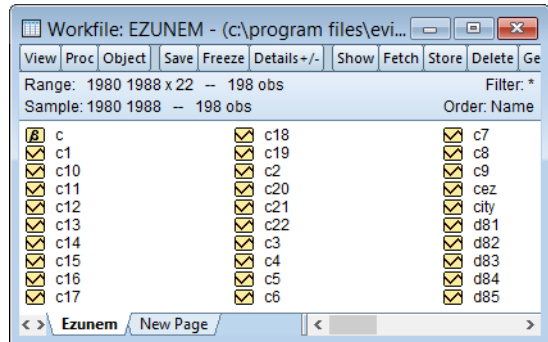 Workfile: EZUNEM - (c:\program files\evi...
View Proc Object Save Freeze Details+/- Show Fetch Store Delete Ge
Range: 1980 1988 x 22 -- 198 obs Filter: *
Sample: 1980 1988 -- 198 obs Order: Name
β c c18 c7
c1 c19 c8
c10 c2 c9
c11 c20 cez
c12 c21 city
c13 c22 d81
c14 c3 d82
c15 c4 d83
c16 c5 d84
c17 c6 d85
Ezunem New Page